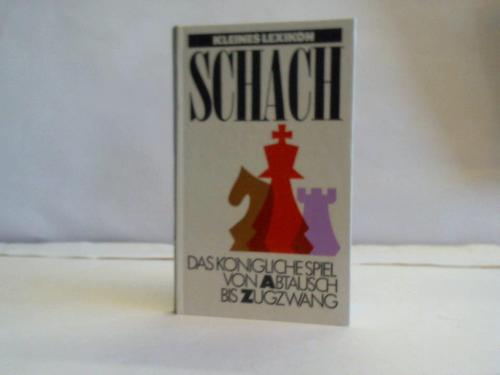 KLEINES LEXIKON
SCHACH
DAS KÖNIGLICHE SPIEL
VON ABTAUSCH
BIS ZUGZWANG